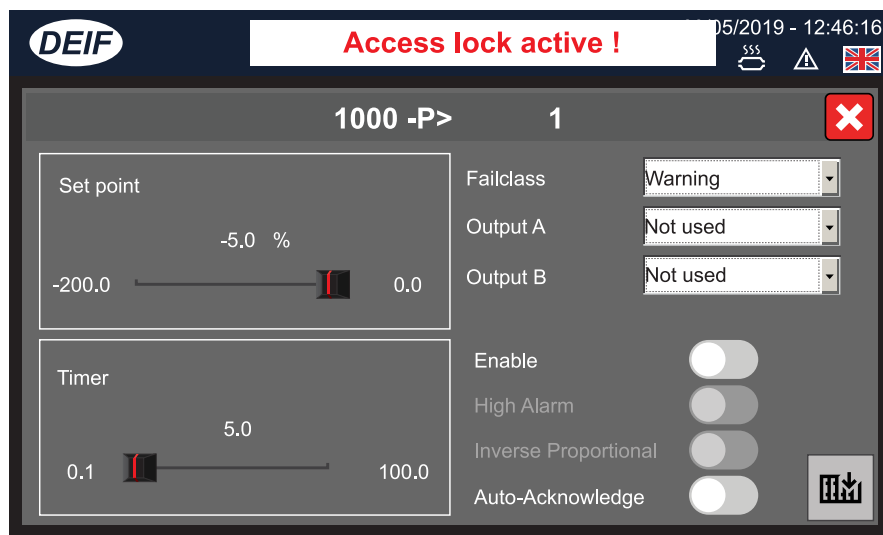 DEIF
Access lock active !
05/2019 - 12:46:16
1000 -P> 1
Set point
-5.0 %
-200.0 0.0
Timer
5.0
0.1 100.0
Failclass Warning
Output A Not used
Output B Not used
Enable
High Alarm
Inverse Proportional
Auto-Acknowledge